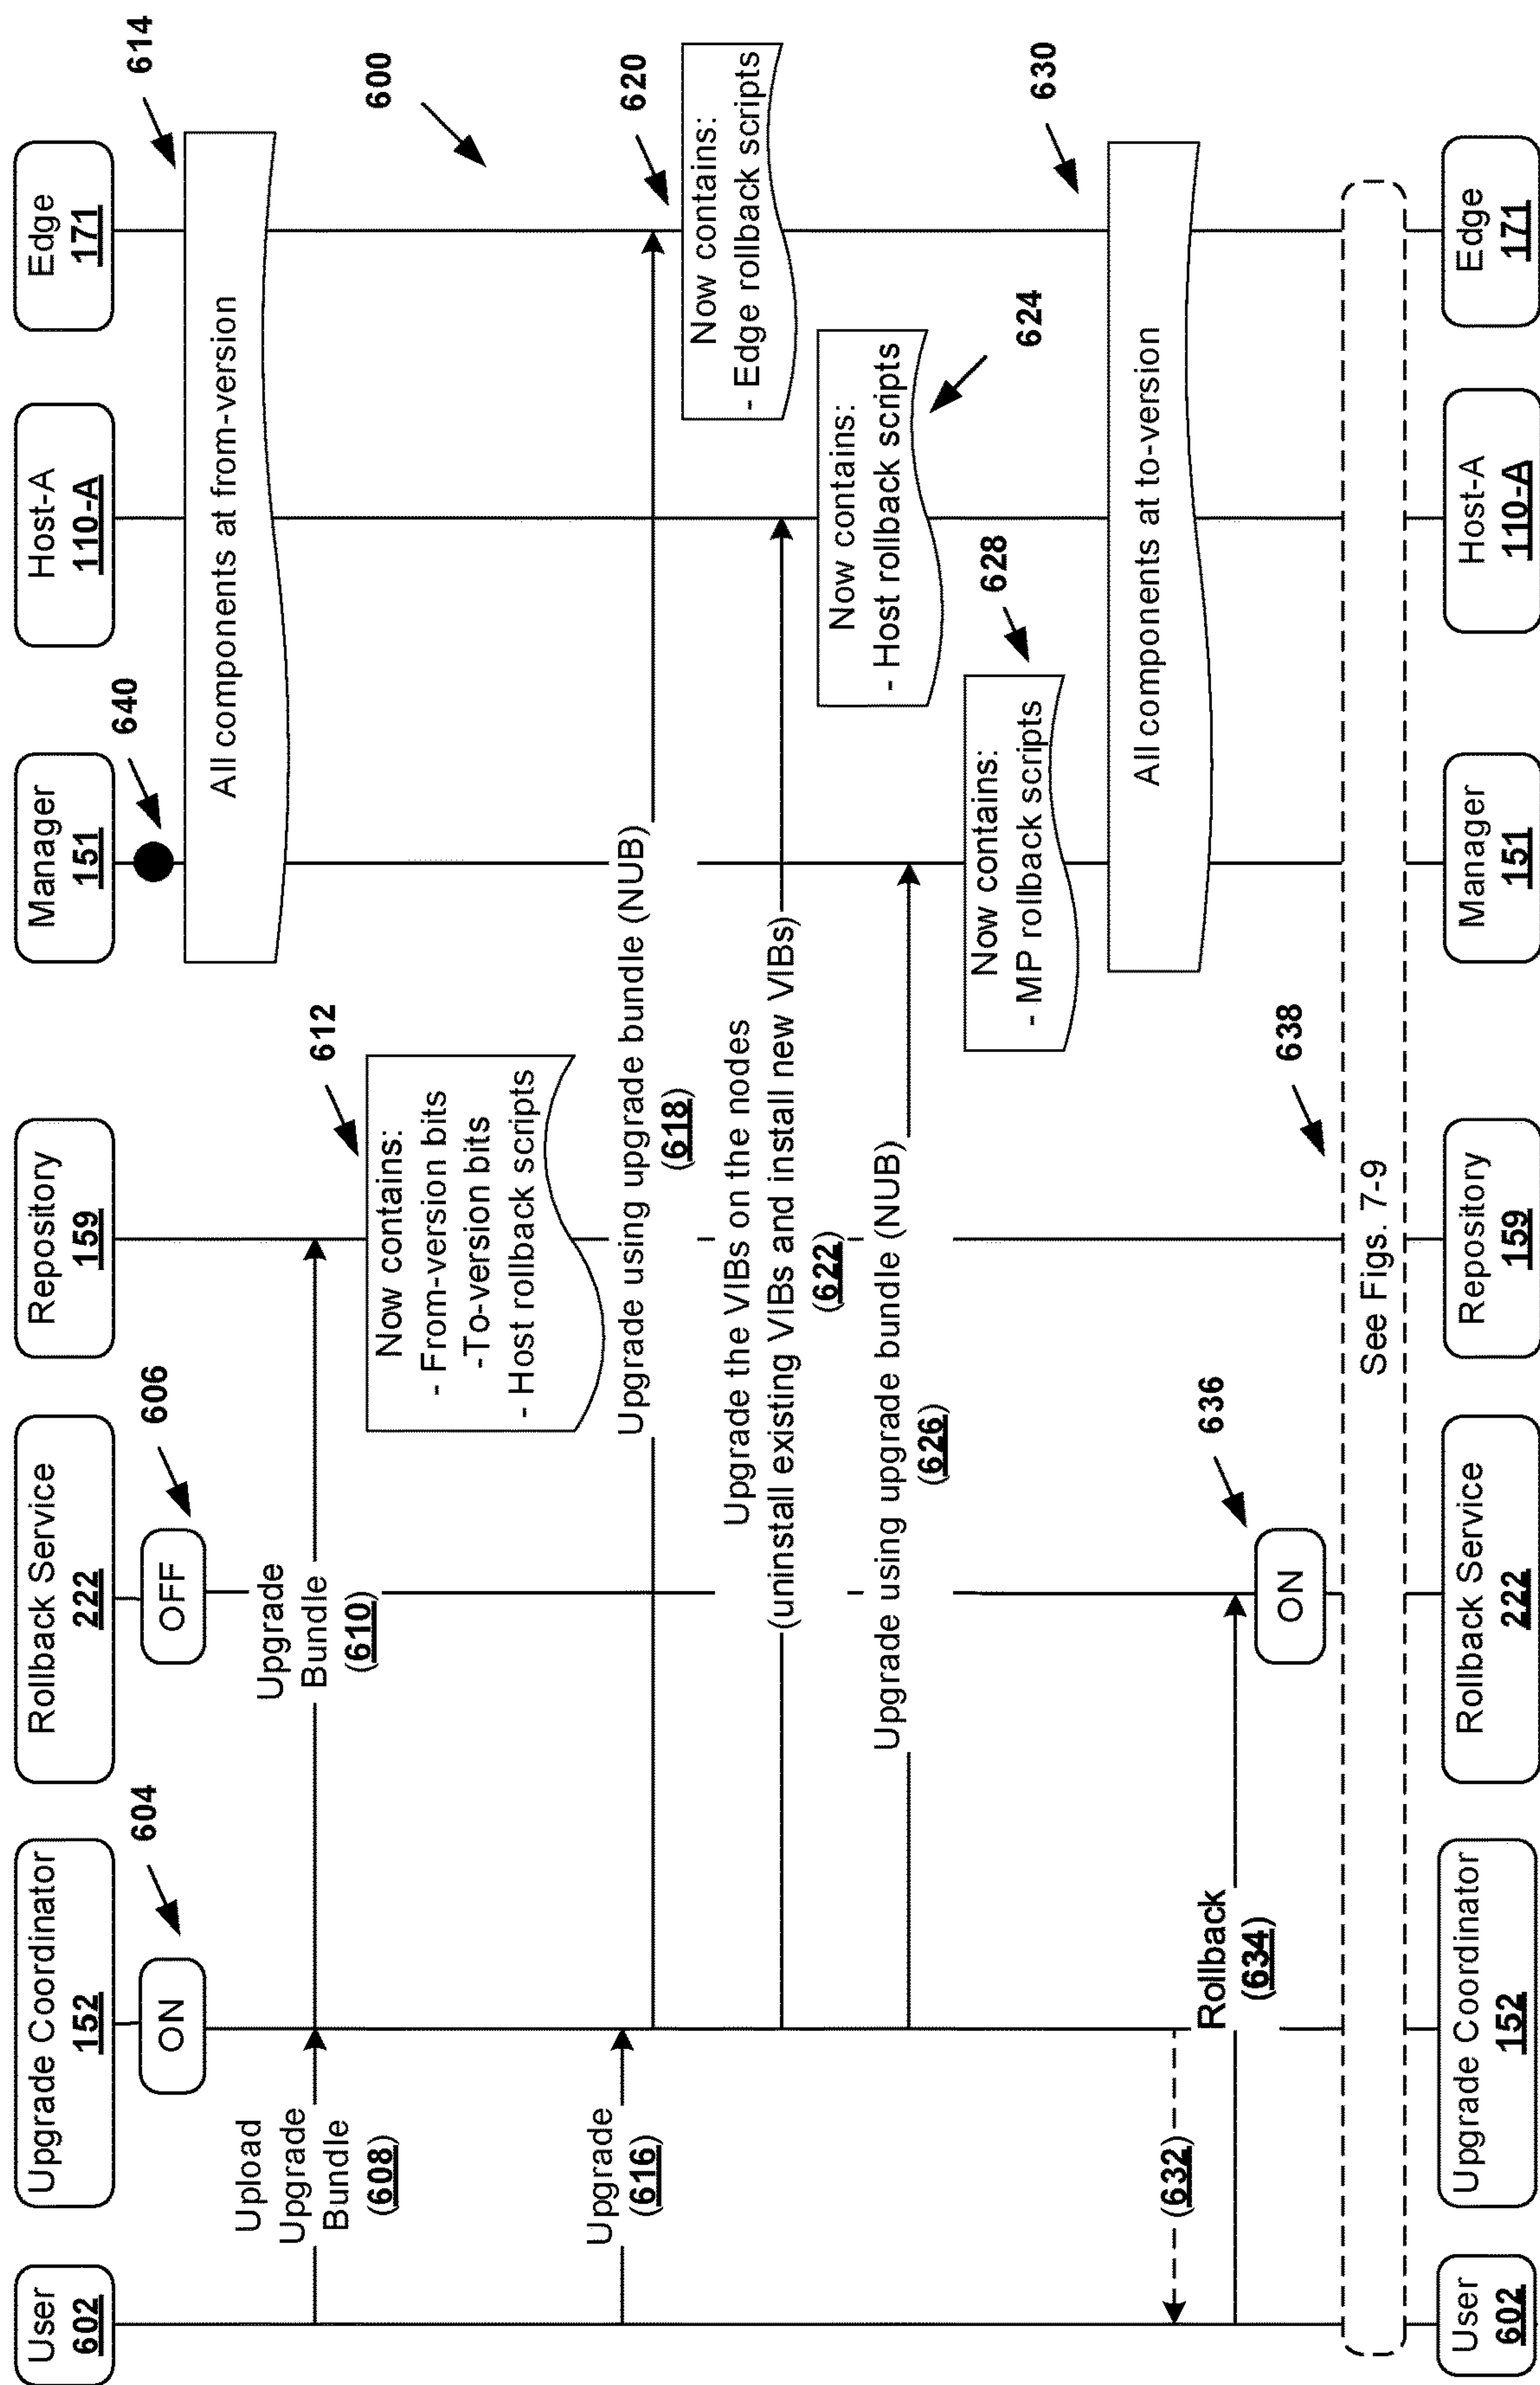 User
602
Upgrade Coordinator
152
Rollback Service
222
Repository
159
Manager
151
Host-A
110-A
Edge
171
604
ON
606
OFF
640
614
All components at from-version
600
Upload
Upgrade
Bundle
(608)
Upgrade
Bundle
(610)
612
Now contains:
- From-version bits
-To-version bits
- Host rollback scripts
Upgrade
(616)
Upgrade using upgrade bundle (NUB)
(618)
620
Now contains:
- Edge rollback scripts
Upgrade the VIBs on the nodes
(uninstall existing VIBs and install new VIBs)
(622)
624
Now contains:
- Host rollback scripts
Upgrade using upgrade bundle (NUB)
(626)
628
Now contains:
- MP rollback scripts
630
All components at to-version
(632)
Rollback
(634)
636
ON
638
See Figs. 7-9
User
602
Upgrade Coordinator
152
Rollback Service
222
Repository
159
Manager
151
Host-A
110-A
Edge
171